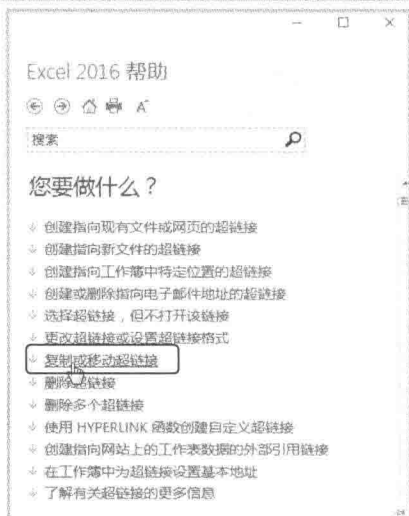 Excel 2016 帮助
搜索
您要做什么？
创建指向现有文件或网页的超链接
创建指向新文件的超链接
创建指向工作簿中特定位置的超链接
创建或删除指向电子邮件地址的超链接
选择超链接，但不打开该链接
更改超链接或设置超链接格式
复制或移动超链接
删除超链接
删除多个超链接
使用 HYPERLINK 函数创建自定义超链接
创建指向网站上的工作表数据的外部引用链接
在工作簿中为超链接设置基本地址
了解有关超链接的更多信息